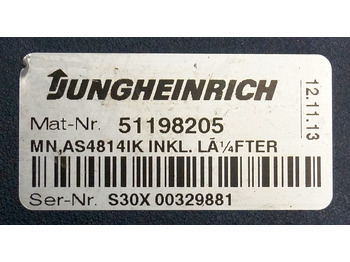 JUNGHEINRICH
12.11.13
Mat-Nr. 51198205
MN,AS4814IK INKL. LÃ¼FTER
Ser-Nr. S30X 00329881